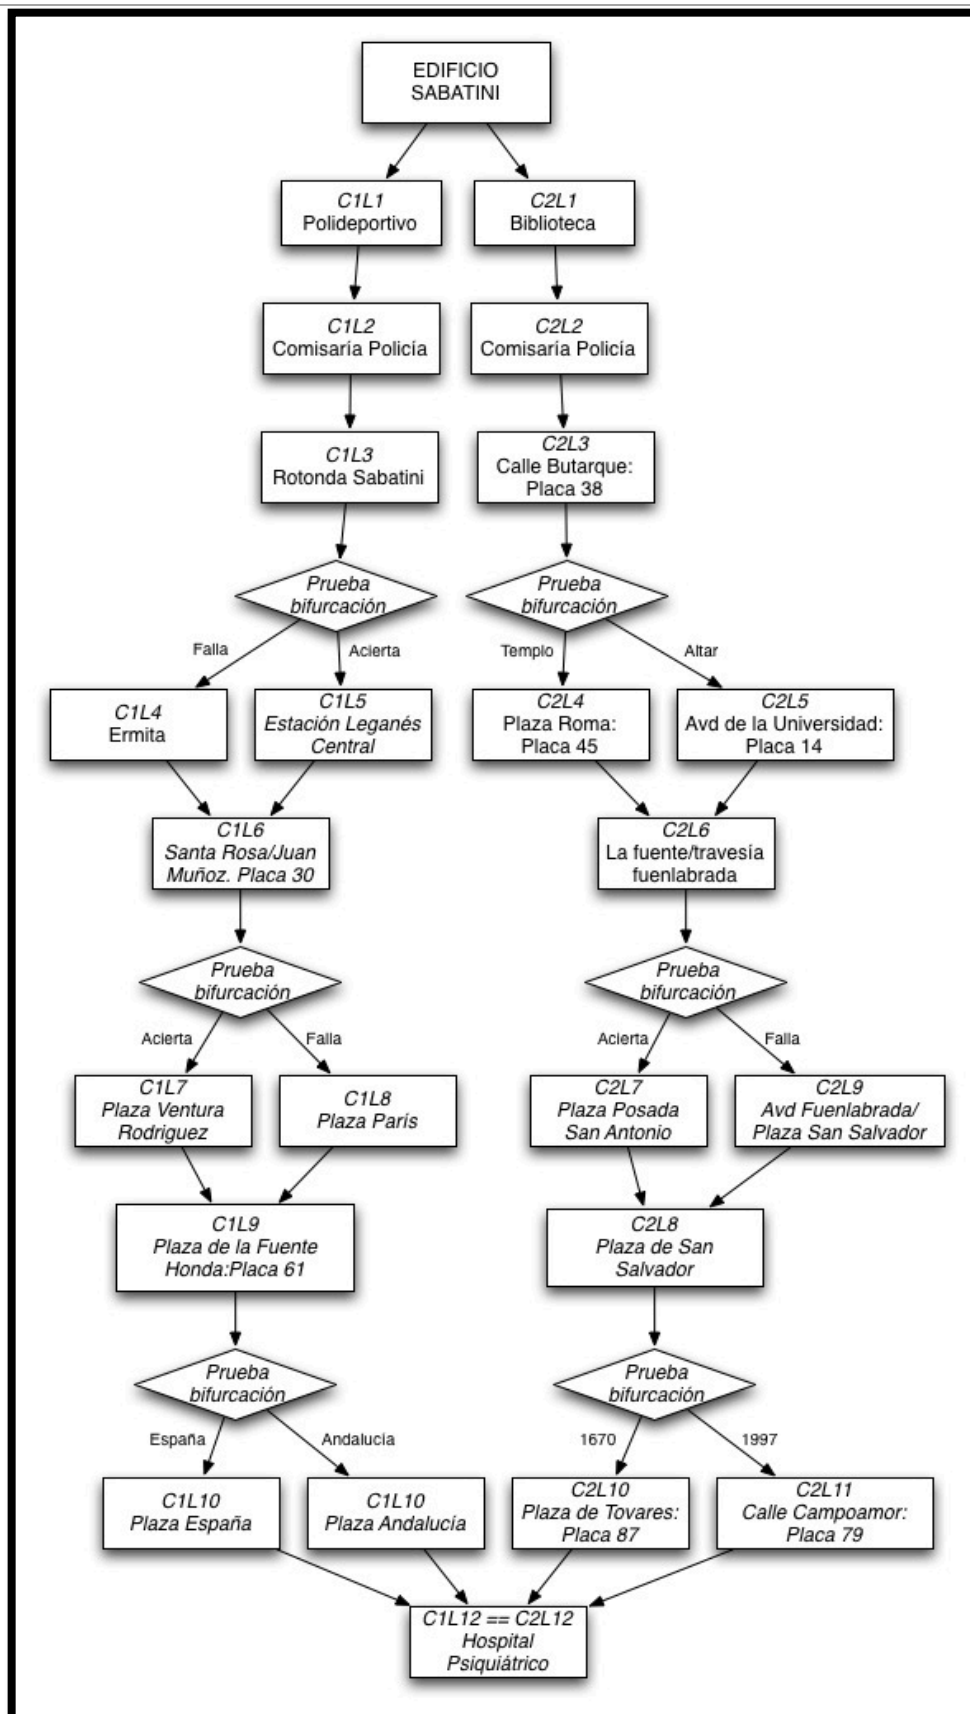 EDIFICIO
SABATINI
C1L1
Polideportivo
C2L1
Biblioteca
C1L2
Comisaría Policía
C2L2
Comisaría Policía
C1L3
Rotonda Sabatini
C2L3
Calle Butarque:
Placa 38
Prueba
bifurcación
Prueba
bifurcación
Falla
Acierta
Templo
Altar
C1L4
Ermita
C1L5
Estación Leganés
Central
C2L4
Plaza Roma:
Placa 45
C2L5
Avd de la Universidad:
Placa 14
C1L6
Santa Rosa/Juan
Muñoz. Placa 30
C2L6
La fuente/travesía
fuenlabrada
Prueba
bifurcación
Prueba
bifurcación
Acierta
Falla
Acierta
Falla
C1L7
Plaza Ventura
Rodriguez
C1L8
Plaza París
C2L7
Plaza Posada
San Antonio
C2L9
Avd Fuenlabrada/
Plaza San Salvador
C1L9
Plaza de la Fuente
Honda:Placa 61
C2L8
Plaza de San
Salvador
Prueba
bifurcación
Prueba
bifurcación
España
Andalucía
1670
1997
C1L10
Plaza España
C1L10
Plaza Andalucía
C2L10
Plaza de Tovares:
Placa 87
C2L11
Calle Campoamor:
Placa 79
C1L12 == C2L12
Hospital
Psiquiátrico